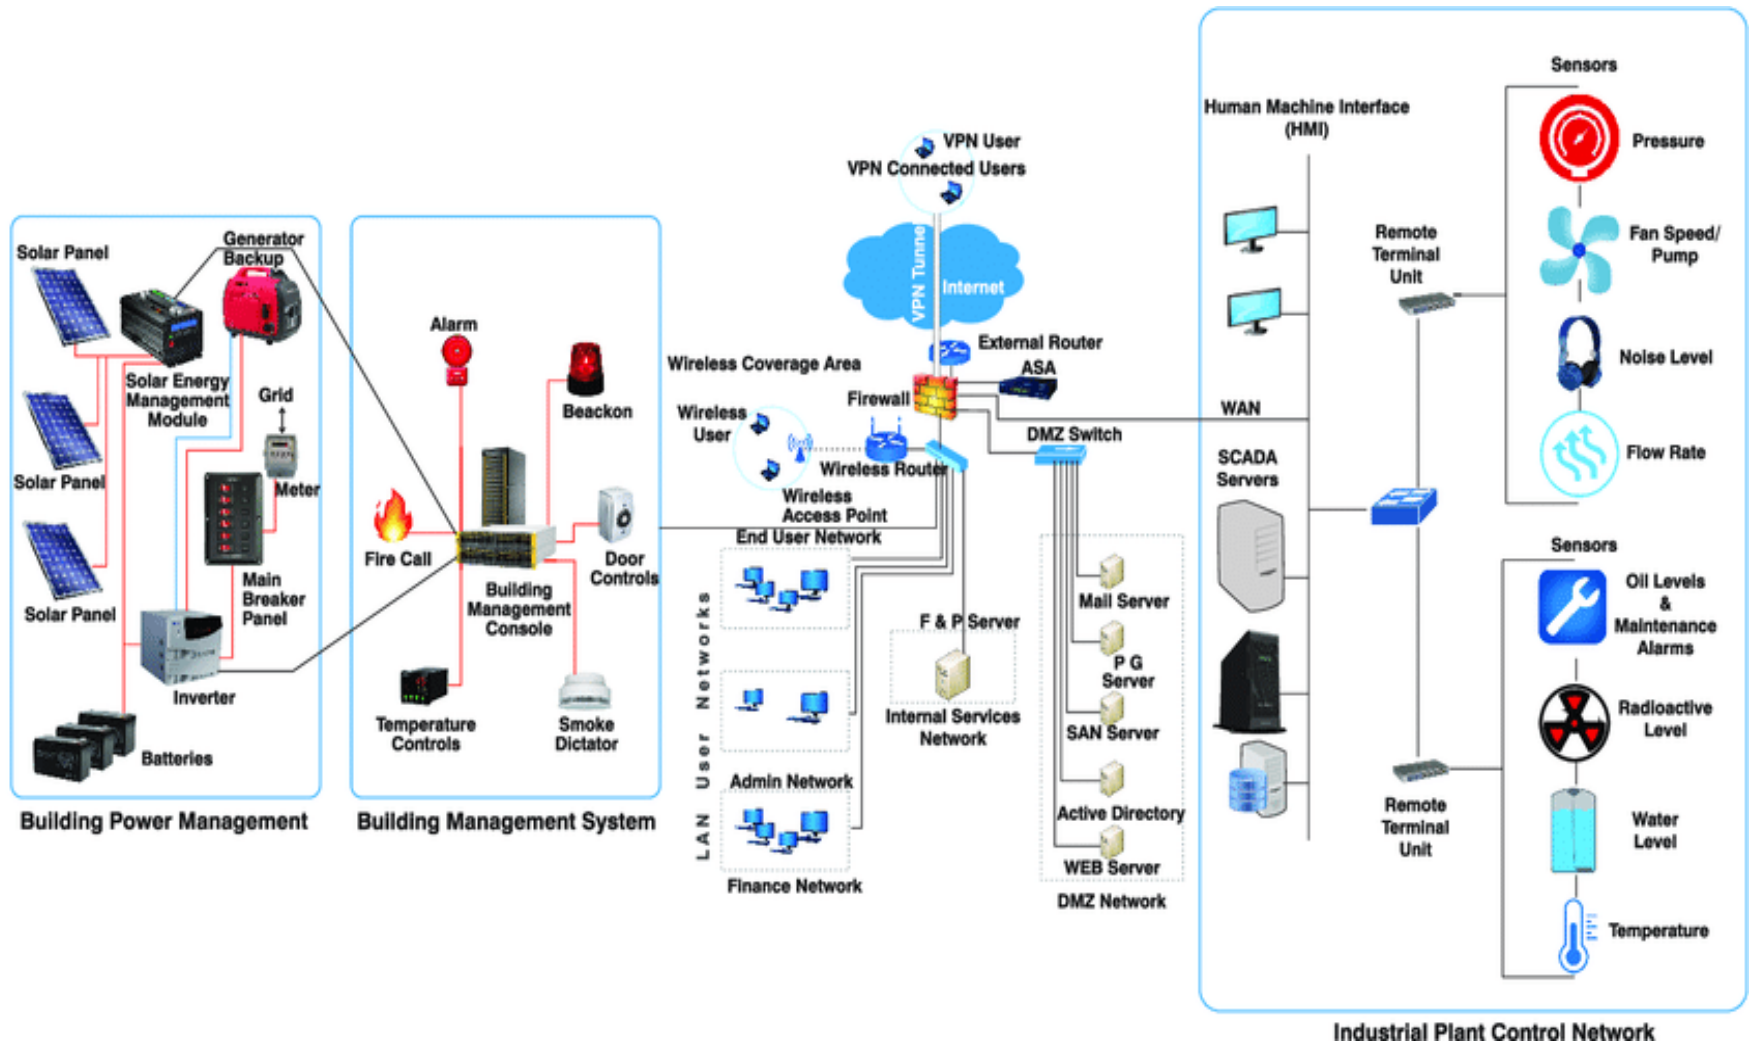 Solar Panel
Generator
Backup
Solar Energy
Management
Module
Grid
Meter
Solar Panel
Main
Breaker
Panel
Solar Panel
Inverter
Batteries
Building Power Management
Alarm
Beackon
Fire Call
Door
Controls
Building
Management
Console
Temperature
Controls
Smoke
Dictator
Building Management System
VPN User
VPN Connected Users
VPN Tunne
Internet
External Router
ASA
Wireless Coverage Area
Firewall
Wireless
User
Wireless Router
DMZ Switch
WAN
Wireless
Access Point
End User Network
LAN User Networks
Admin Network
Finance Network
F & P Server
Internal Services
Network
Mail Server
P G
Server
SAN Server
Active Directory
WEB Server
DMZ Network
Human Machine Interface
(HMI)
SCADA
Servers
Remote
Terminal
Unit
Remote
Terminal
Unit
Sensors
Pressure
Fan Speed/
Pump
Noise Level
Flow Rate
Sensors
Oil Levels
&
Maintenance
Alarms
Radioactive
Level
Water
Level
Temperature
Industrial Plant Control Network